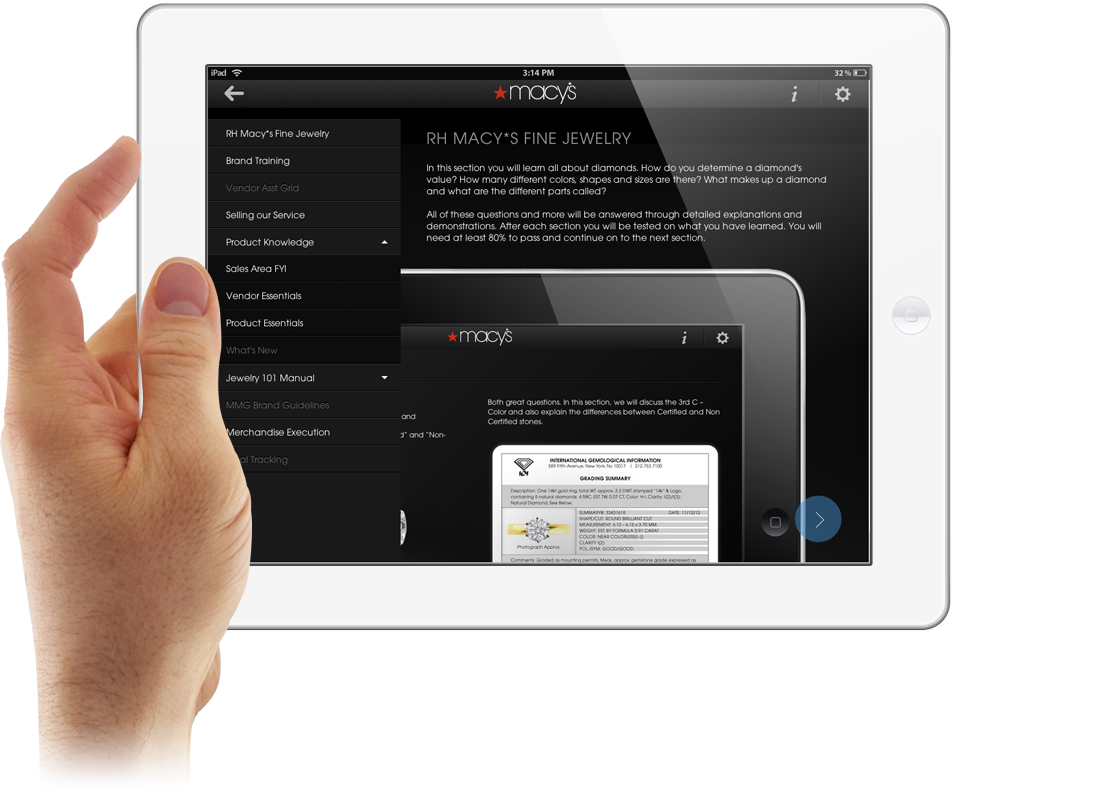 iPad
3:14 PM
32 %
macy's
i
RH Macy*s Fine Jewelry
Brand Training
Vendor Asst Grid
Selling our Service
Product Knowledge
Sales Area FYI
Vendor Essentials
Product Essentials
What's New
Jewelry 101 Manual
MMG Brand Guidelines
Merchandise Execution
Tracking
RH MACY*S FINE JEWELRY
In this section you will learn all about diamonds. How do you determine a diamond's
value? How many different colors, shapes and sizes are there? What makes up a diamond
and what are the different parts called?
All of these questions and more will be answered through detailed explanations and
demonstrations. After each section you will be tested on what you have learned. You will
need at least 80% to pass and continue on to the next section.
macy's
i
and
d" and "Non-
Both great questions. In this section, we will discuss the 3rd C –
Color and also explain the differences between Certified and Non
Certified stones.
INTERNATIONAL GEMOLOGICAL INFORMATION
589 Fifth Avenue, New York, Ny 10017 | 212.753.7100
GRADING SUMMARY
Description: One 14kt gold ring, total WT. approx 3.3 DWT, stamped "14k" & Logo,
containing 5 natural diamonds: 4 RBC, EST. TW 0.07 CT, Color: H-I, Clarity: I(2)/I(3)
Natural Diamond, See Below:
SUMMARY#: 33431618 DATE: 11/12/12
SHAPE/CUT: ROUND BRILLIANT CUT
MEASUREMENT: 6.10 - 6.15 x 3.70 MM
WEIGHT: EST. BY FORMULA 0.91 CARAT
COLOR: NEAR COLORLESS(I-J)
CLARITY: I(2)
POL./SYM: GOOD/GOOD
Photograph Approx
Comments: Graded as mounting permits. Meas. approx. gemstone grade expressed as